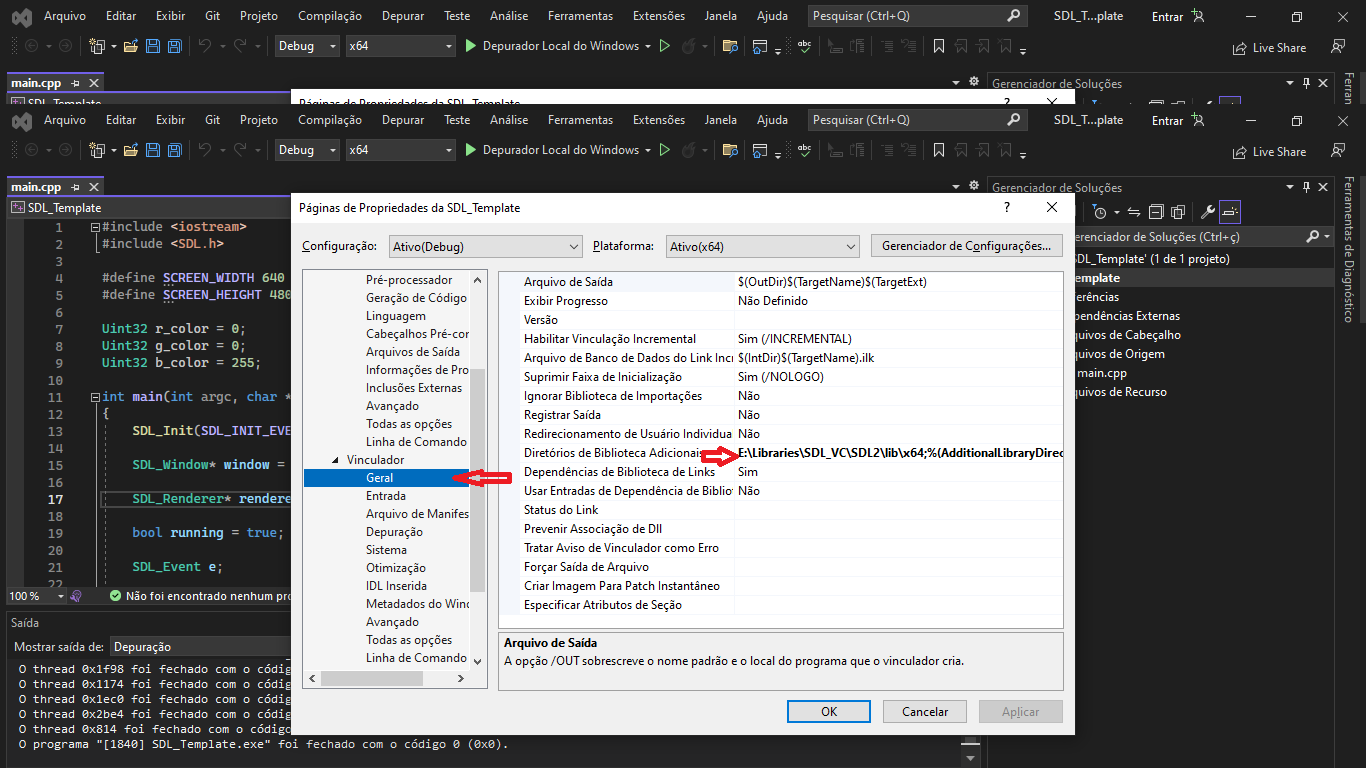 Arquivo Editar Exibir Git Projeto Compilação Depurar Teste Análise Ferramentas Extensões Janela Ajuda Pesquisar (Ctrl+Q) SDL_T...plate Entrar
Debug x64 Depurador Local do Windows Live Share
main.cpp
Gerenciador de Soluções
SDL_Template
Páginas de Propriedades da SDL_Template
Arquivo Editar Exibir Git Projeto Compilação Depurar Teste Análise Ferramentas Extensões Janela Ajuda Pesquisar (Ctrl+Q) SDL_T...plate Entrar
Debug x64 Depurador Local do Windows Live Share
main.cpp
Gerenciador de Soluções
Ferramentas de Diagnóstico
SDL_Template
1 #include <iostream>
2 #include <SDL.h>
3
4 #define SCREEN_WIDTH 640
5 #define SCREEN_HEIGHT 480
6
7 Uint32 r_color = 0;
8 Uint32 g_color = 0;
9 Uint32 b_color = 255;
10
11 int main(int argc, char *
12 {
13 SDL_Init(SDL_INIT_EVE
14
15 SDL_Window* window =
16
17 SDL_Renderer* rendere
18
19 bool running = true;
20
21 SDL_Event e;
22
100 % Não foi encontrado nenhum pro
Saída
Mostrar saída de: Depuração
O thread 0x1f98 foi fechado com o códig
O thread 0x1174 foi fechado com o códig
O thread 0x1ec0 foi fechado com o códig
O thread 0x2be4 foi fechado com o códig
O thread 0x814 foi fechado com o código
O programa "[1840] SDL_Template.exe" foi fechado com o código 0 (0x0).
Páginas de Propriedades da SDL_Template ?
Configuração: Ativo(Debug) Plataforma: Ativo(x64) Gerenciador de Configurações...
Pré-processador
Geração de Código
Linguagem
Cabeçalhos Pré-cor
Arquivos de Saída
Informações de Pro
Inclusões Externas
Avançado
Todas as opções
Linha de Comando
Vinculador
Geral
Entrada
Arquivo de Manifes
Depuração
Sistema
Otimização
IDL Inserida
Metadados do Winc
Avançado
Todas as opções
Linha de Comando
Arquivo de Saída $(OutDir)$(TargetName)$(TargetExt)
Exibir Progresso Não Definido
Versão
Habilitar Vinculação Incremental Sim (/INCREMENTAL)
Arquivo de Banco de Dados do Link Incr $(IntDir)$(TargetName).ilk
Suprimir Faixa de Inicialização Sim (/NOLOGO)
Ignorar Biblioteca de Importações Não
Registrar Saída Não
Redirecionamento de Usuário Individua Não
Diretórios de Biblioteca Adicionais E:\Libraries\SDL_VC\SDL2\lib\x64;%(AdditionalLibraryDirec
Dependências de Biblioteca de Links Sim
Usar Entradas de Dependência de Bibliot Não
Status do Link
Prevenir Associação de Dll
Tratar Aviso de Vinculador como Erro
Forçar Saída de Arquivo
Criar Imagem Para Patch Instantâneo
Especificar Atributos de Seção
Arquivo de Saída
A opção /OUT sobrescreve o nome padrão e o local do programa que o vinculador cria.
OK Cancelar Aplicar
erenciador de Soluções (Ctrl+ç)
SDL_Template' (1 de 1 projeto)
emplate
erências
pendências Externas
quivos de Cabeçalho
quivos de Origem
main.cpp
quivos de Recurso